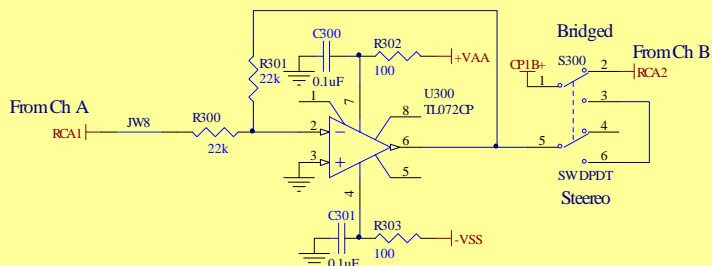 Bridged
C300
R302
+VAA
0.1uF
100
R301
22k
S300
2
From Ch B
CP1B+
RCA2
1
U300
TL072CP
7
1
8
3
From Ch A
RCA1
JW8
R300
22k
2
6
5
4
3
5
6
4
SWDPDT
Steereo
C301
R303
-VSS
0.1uF
100